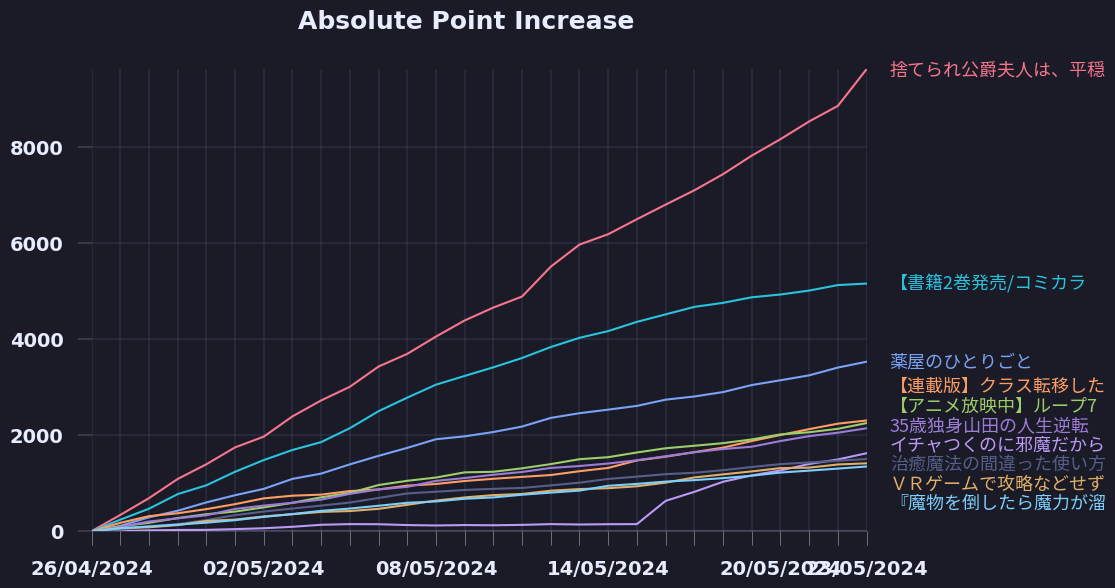 Absolute Point Increase
捨てられ公爵夫人は、平穏
8000
6000
【書籍2巻発売/コミカラ
4000
薬屋のひとりごと
【連載版】クラス転移した
【アニメ放映中】ループ7
2000
35歳独身山田の人生逆転
イチャつくのに邪魔だから
治癒魔法の間違った使い方
ＶＲゲームで攻略などせず
『魔物を倒したら魔力が溜
0
26/04/2024
02/05/2024
08/05/2024
14/05/2024
20/05/2024
23/05/2024